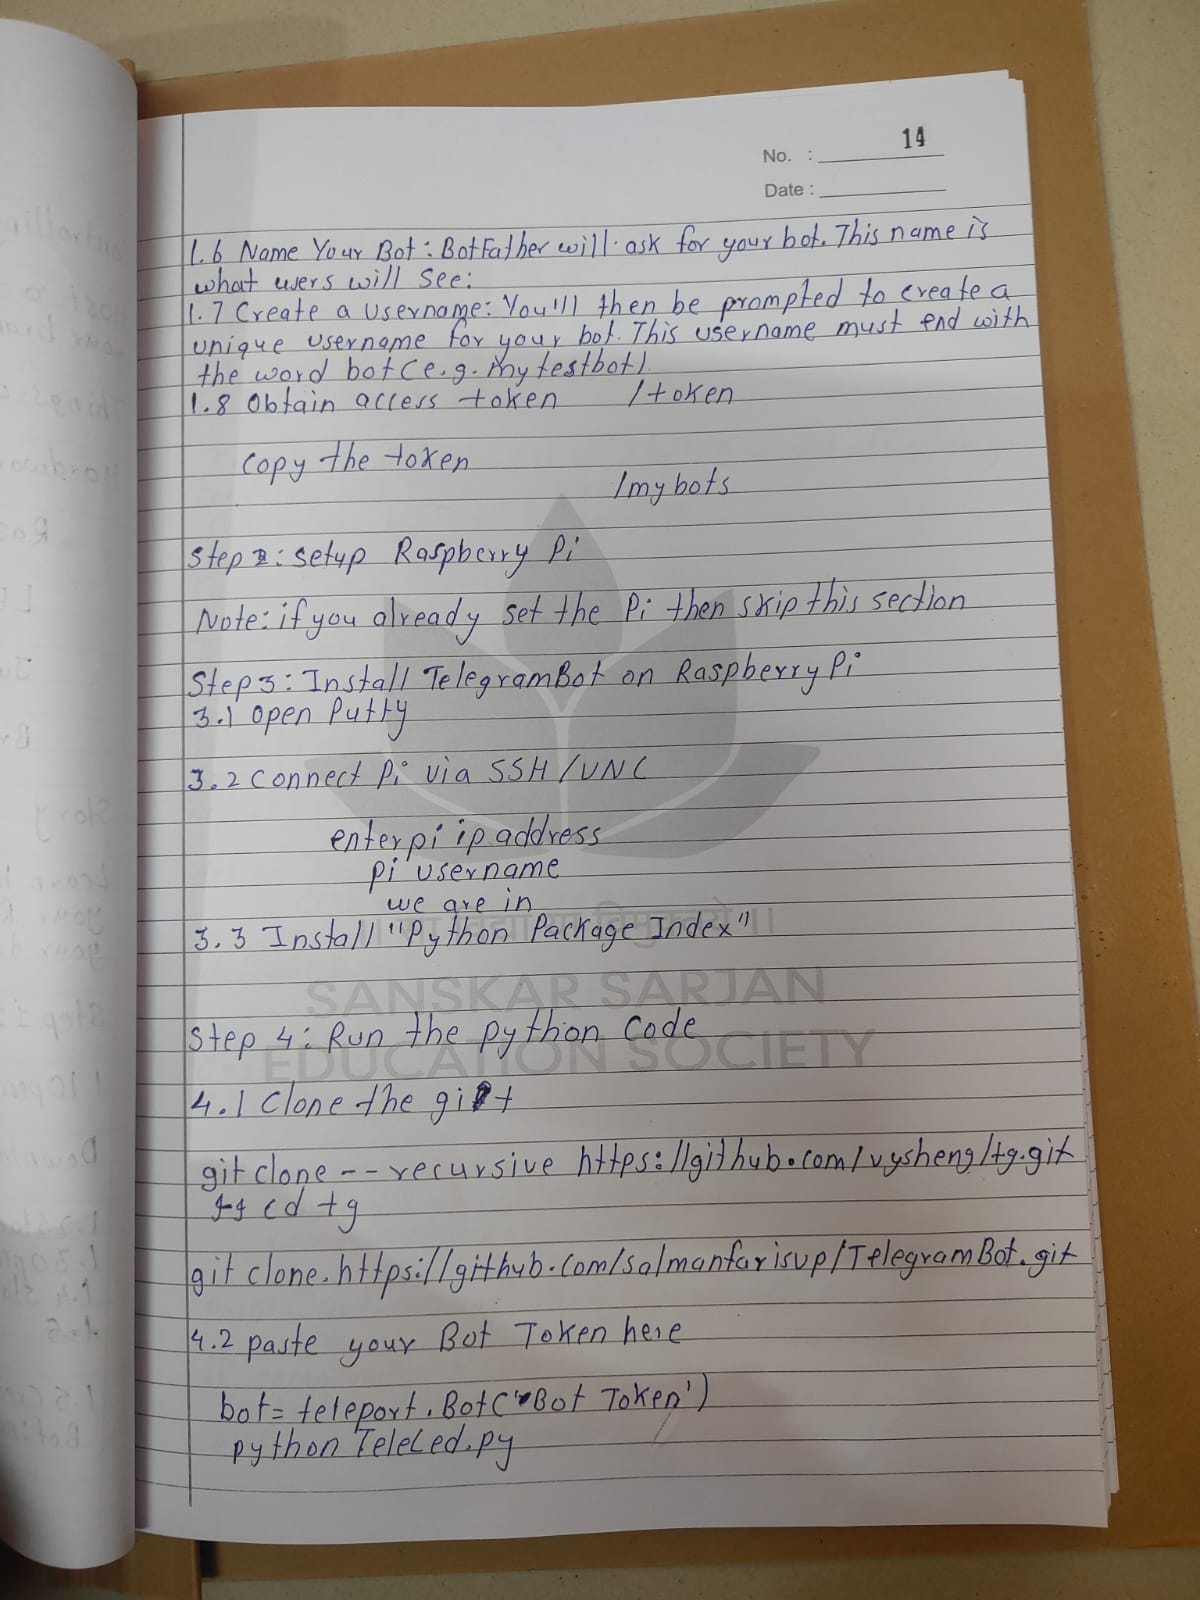 No. : 14
Date :
1.6 Name Your Bot : BotFather will ask for your bot. This name is
what users will see:
1.7 Create a Username: You'll then be prompted to create a
unique username for your bot. This username must end with
the word bot (e.g. mytestbot).
1.8 Obtain access token /token
copy the token
/mybots
Step 2: setup Raspberry Pi
Note: if you already set the Pi then skip this section
Step 3: Install TelegramBot on Raspberry Pi
3.1 Open Putty
3.2 Connect Pi via SSH/VNC
enter pi ip address
pi username
we are in
3.3 Install "Python Package Index"
SANSKAR SARJAN
Step 4: Run the python Code
EDUCATION SOCIETY
4.1 Clone the git
git clone --recursive https://github.com/vysheng/tg.git
cd tg
git clone. https://github.com/salmanfarisvp/TelegramBot.git
4.2 paste your Bot Token here
bot= teleport.Bot('Bot Token')
python TeleLed.py